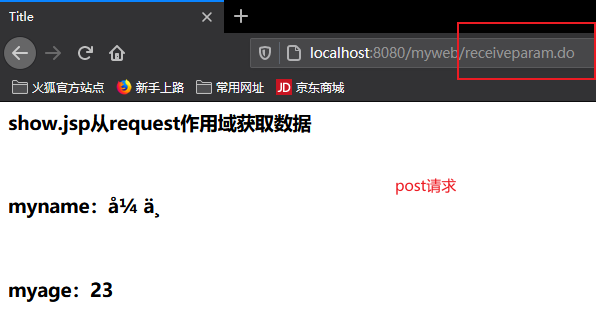 Title
localhost:8080/myweb/receiveparam.do
火狐官方站点 新手上路 常用网址 JD 京东商城
show.jsp从request作用域获取数据
post请求
myname：å¼ ä¸
myage：23